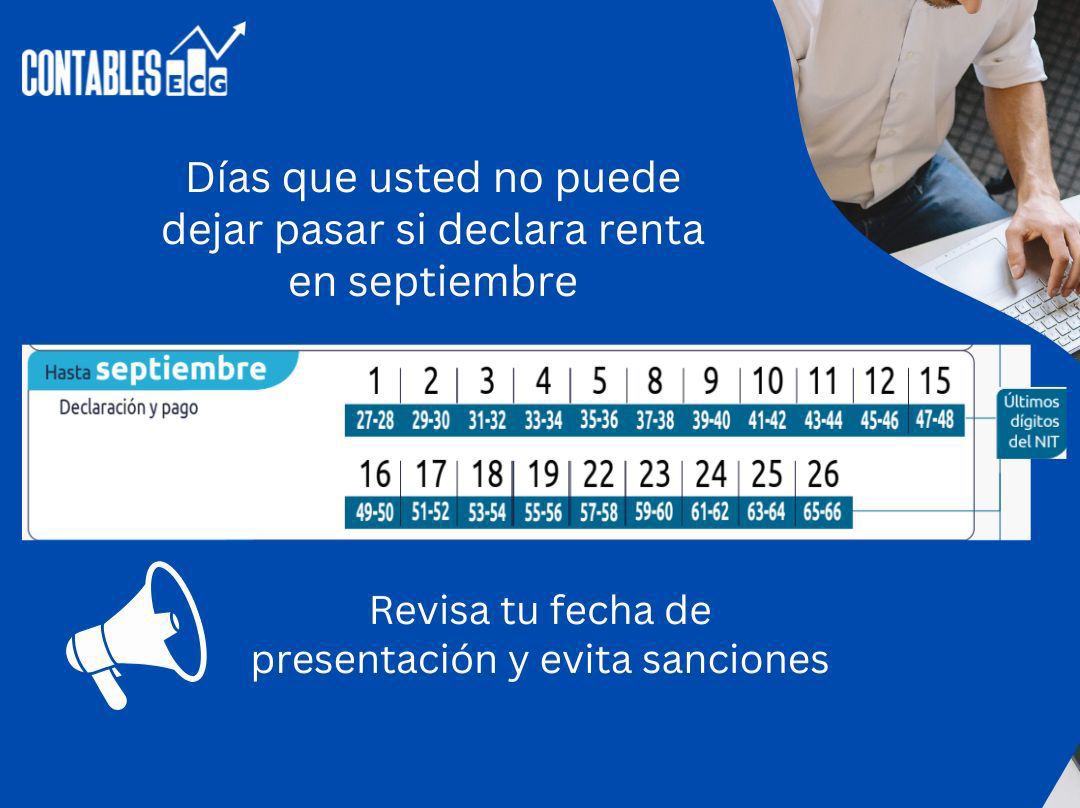 CONTABLES ECG
Días que usted no puede
dejar pasar si declara renta
en septiembre
Hasta septiembre
Declaración y pago
1 2 3 4 5 8 9 10 11 12 15
27-28 29-30 31-32 33-34 35-36 37-38 39-40 41-42 43-44 45-46 47-48
Últimos
dígitos
del NIT
16 17 18 19 22 23 24 25 26
49-50 51-52 53-54 55-56 57-58 59-60 61-62 63-64 65-66
Revisa tu fecha de
presentación y evita sanciones